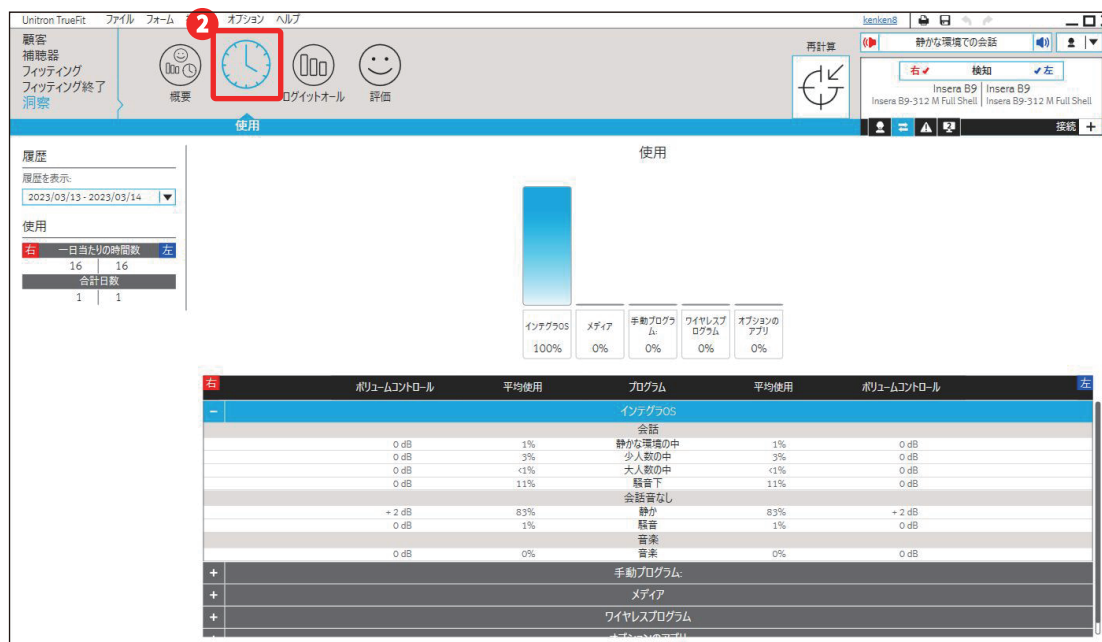 Unitron TrueFit ファイル フォーム オプション ヘルプ
2
kenken8
顧客
補聴器
フィッティング
フィッティング終了
洞察
概要
ログイットオール
評価
再計算
静かな環境での会話
右 検知 左
Insera B9 Insera B9
Insera B9-312 M Full Shell Insera B9-312 M Full Shell
使用
接続 +
履歴
履歴を表示:
2023/03/13 - 2023/03/14
使用
右 一日当たりの時間数 左
16 16
合計日数
1 1
使用
インテグラOS メディア 手動プログラム: ワイヤレスプログラム オプションのアプリ
100% 0% 0% 0% 0%
右 ボリュームコントロール 平均使用 プログラム 平均使用 ボリュームコントロール 左
− インテグラOS
会話
0 dB 1% 静かな環境の中 1% 0 dB
0 dB 3% 少人数の中 3% 0 dB
0 dB <1% 大人数の中 <1% 0 dB
0 dB 11% 騒音下 11% 0 dB
会話音なし
+ 2 dB 83% 静か 83% + 2 dB
0 dB 1% 騒音 1% 0 dB
音楽
0 dB 0% 音楽 0% 0 dB
+ 手動プログラム:
+ メディア
+ ワイヤレスプログラム
+ オプションのアプリ